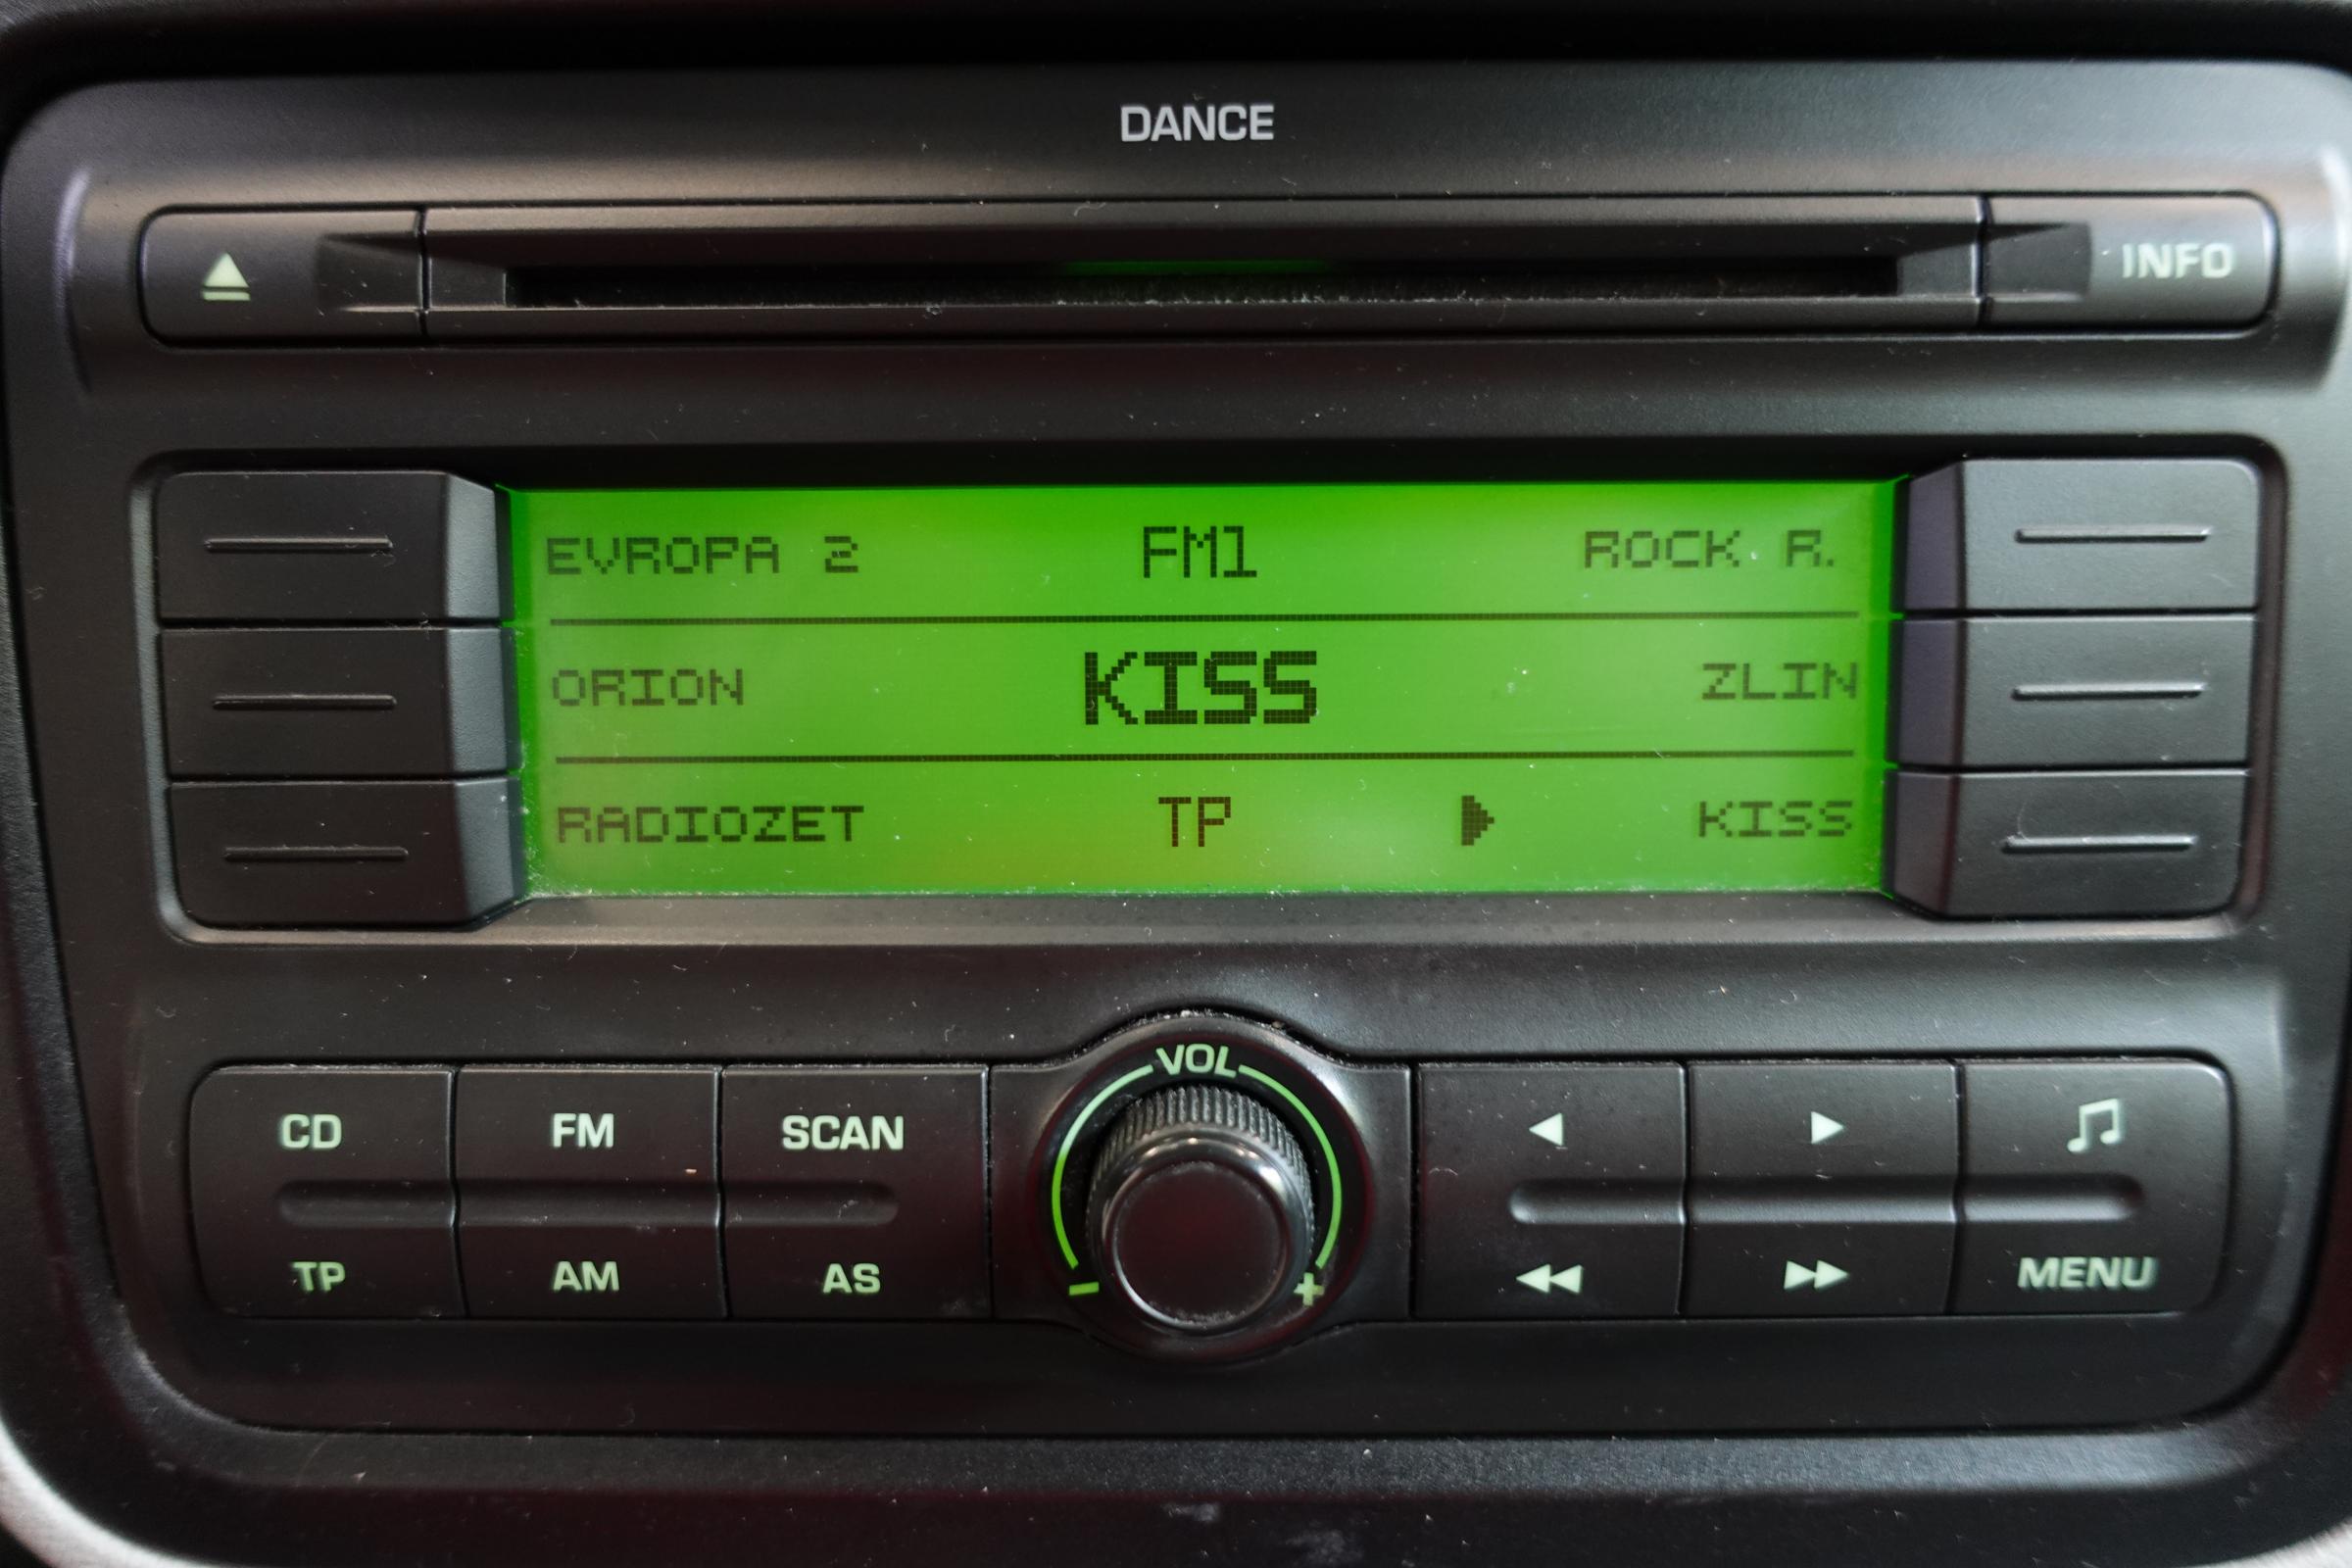 DANCE
INFO
EVROPA 2 FM1 ROCK R.
ORION KISS ZLIN
RADIOZET TP KISS
VOL
CD FM SCAN
TP AM AS - + MENU